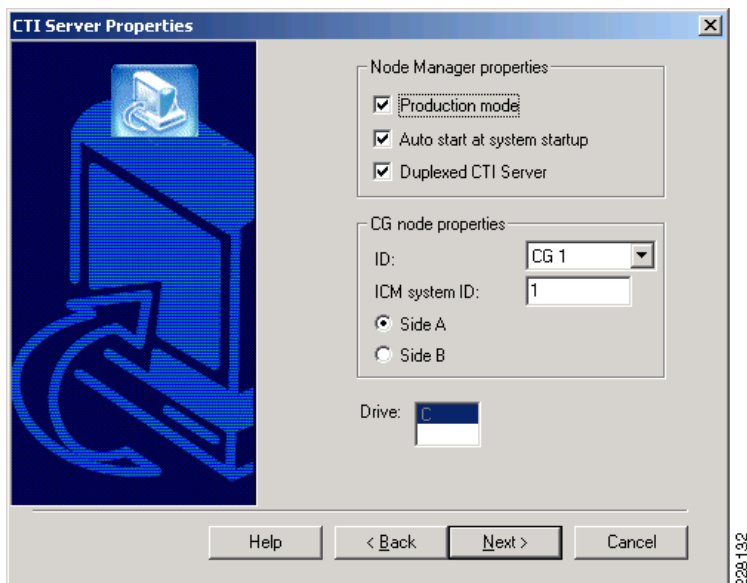 CTI Server Properties
Node Manager properties
Production mode
Auto start at system startup
Duplexed CTI Server
CG node properties
ID: CG 1
ICM system ID: 1
Side A
Side B
Drive: C
Help < Back Next > Cancel